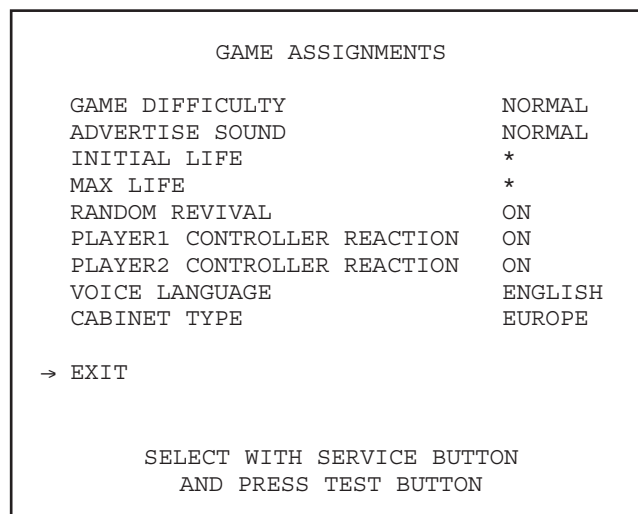 GAME ASSIGNMENTS
GAME DIFFICULTY NORMAL
ADVERTISE SOUND NORMAL
INITIAL LIFE *
MAX LIFE *
RANDOM REVIVAL ON
PLAYER1 CONTROLLER REACTION ON
PLAYER2 CONTROLLER REACTION ON
VOICE LANGUAGE ENGLISH
CABINET TYPE EUROPE
→ EXIT
SELECT WITH SERVICE BUTTON
AND PRESS TEST BUTTON